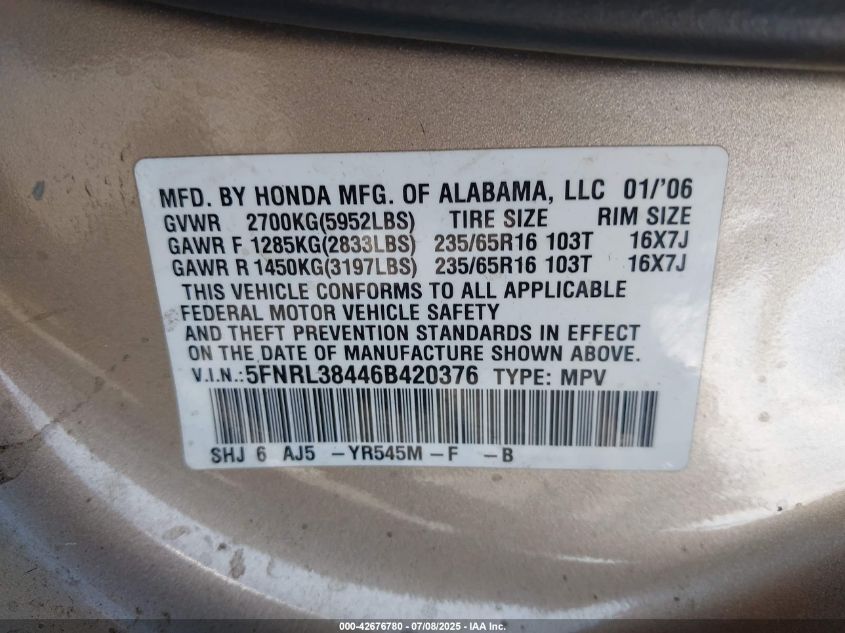 MFD. BY HONDA MFG. OF ALABAMA, LLC 01/'06
GVWR 2700KG(5952LBS) TIRE SIZE RIM SIZE
GAWR F 1285KG(2833LBS) 235/65R16 103T 16X7J
GAWR R 1450KG(3197LBS) 235/65R16 103T 16X7J
THIS VEHICLE CONFORMS TO ALL APPLICABLE
FEDERAL MOTOR VEHICLE SAFETY
AND THEFT PREVENTION STANDARDS IN EFFECT
ON THE DATE OF MANUFACTURE SHOWN ABOVE.
V.I.N.:5FNRL38446B420376 TYPE: MPV
SHJ 6 AJ5 -YR545M -F -B
000-42676780 - 07/08/2025 - IAA Inc.